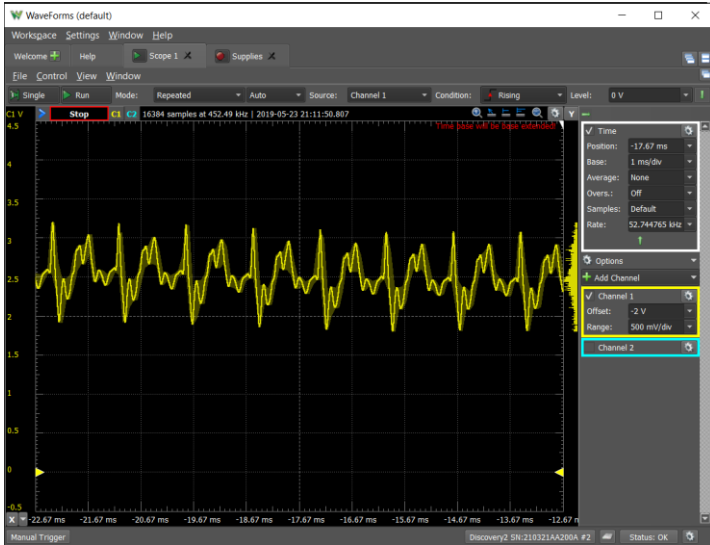 WaveForms (default)
Workspace Settings Window Help
Welcome Help Scope 1 X Supplies X
File Control View Window
Single Run Mode: Repeated Auto Source: Channel 1 Condition: Rising Level: 0 V
C1 V Stop C1 C2 16384 samples at 452.49 kHz | 2019-05-23 21:11:50.807 Y
Time base will be base extended!
4.5
4
3.5
3
2.5
2
1.5
1
0.5
0
-0.5
Time
Position: -17.67 ms
Base: 1 ms/div
Average: None
Overs.: Off
Samples: Default
Rate: 52.744765 kHz
Options
Add Channel
Channel 1
Offset: -2 V
Range: 500 mV/div
Channel 2
X -22.67 ms -21.67 ms -20.67 ms -19.67 ms -18.67 ms -17.67 ms -16.67 ms -15.67 ms -14.67 ms -13.67 ms -12.67 n
Manual Trigger Discovery2 SN:210321AA200A #2 Status: OK